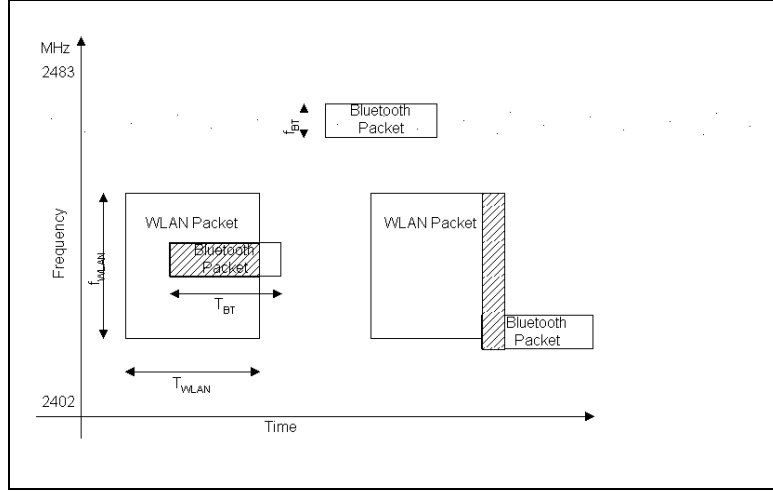 MHz
2483
Bluetooth
Packet
f_BT
WLAN Packet
WLAN Packet
Bluetooth
Packet
Frequency
f_WLAN
T_BT
Bluetooth
Packet
T_WLAN
2402
Time